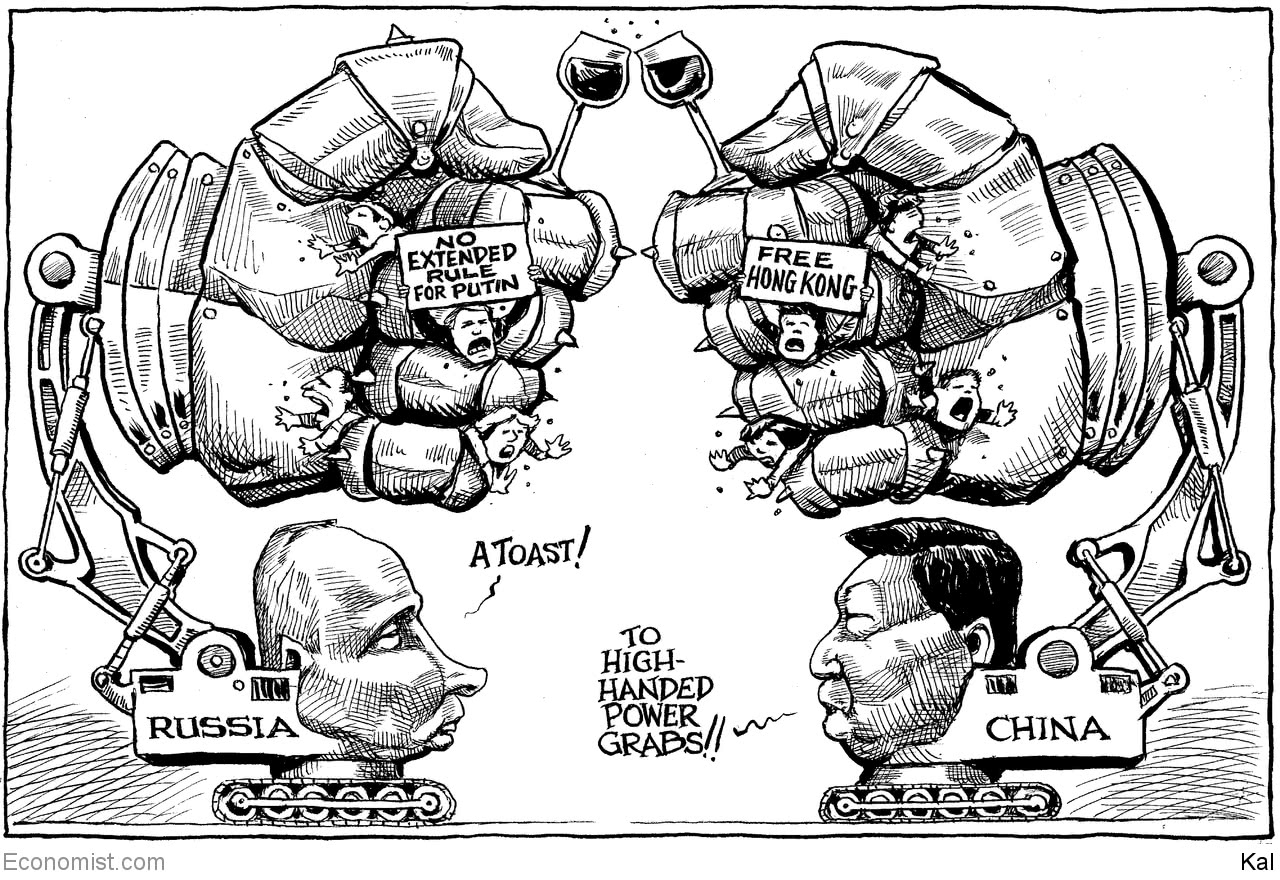 NO
EXTENDED
RULE
FOR PUTIN
FREE
HONG KONG
A TOAST!
TO
HIGH-
HANDED
POWER
GRABS!!
RUSSIA
CHINA
Economist.com
Kal